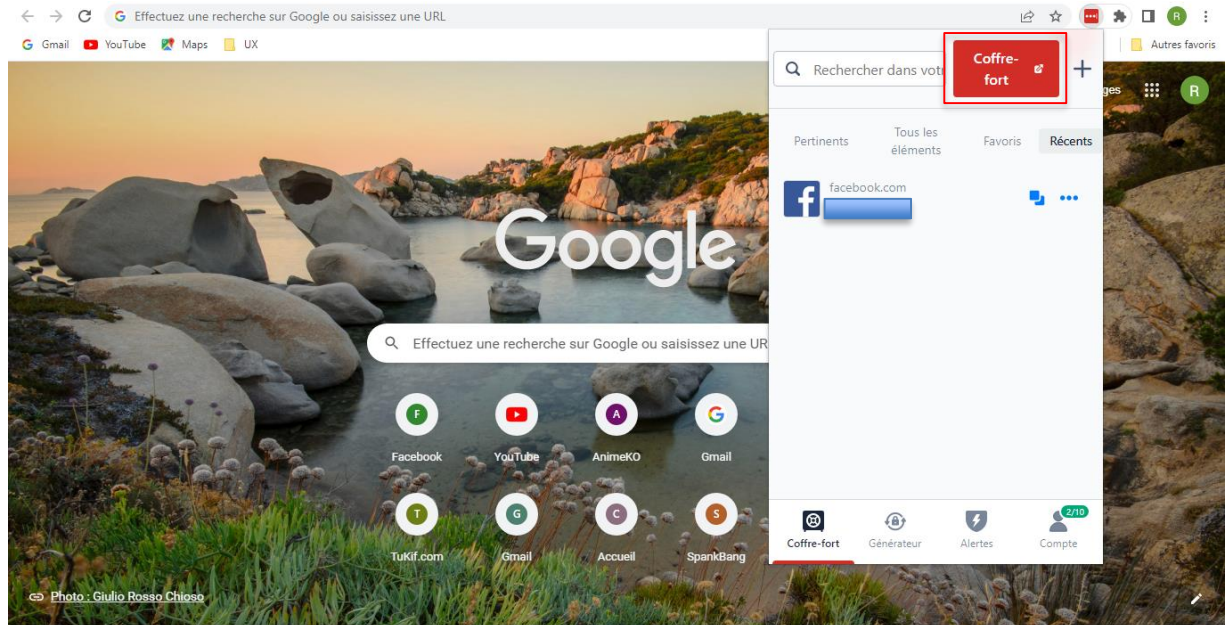 Effectuez une recherche sur Google ou saisissez une URL
R
Gmail
YouTube
Maps
UX
Autres favoris
Rechercher dans votr
Coffre-
fort
ges
R
Pertinents
Tous les
éléments
Favoris
Récents
facebook.com
Google
Effectuez une recherche sur Google ou saisissez une UR
F
A
G
Facebook
YouTube
AnimeKO
Gmail
T
G
C
S
TuKif.com
Gmail
Accueil
SpankBang
2/10
Coffre-fort
Générateur
Alertes
Compte
Photo : Giulio Rosso Chioso